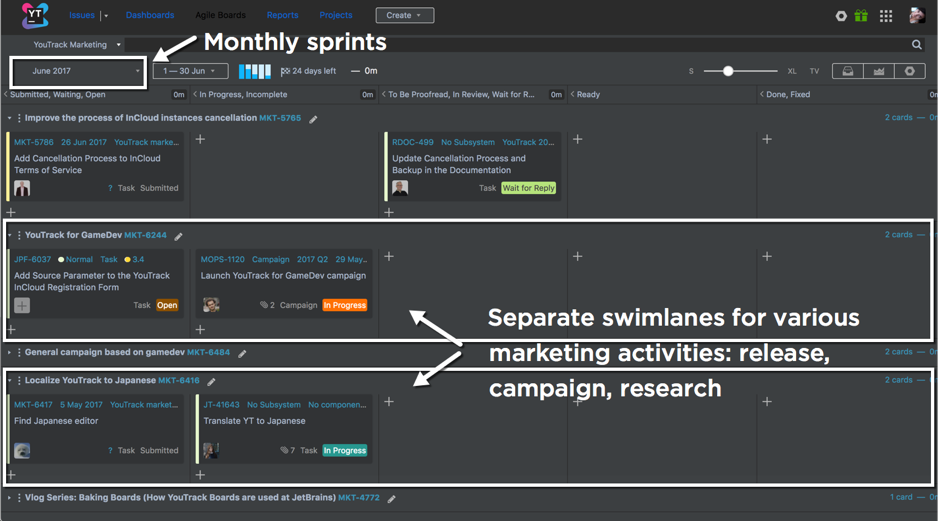 YT
Issues
Dashboards
Agile Boards
Reports
Projects
Create
YouTrack Marketing
Monthly sprints
June 2017
1 — 30 Jun
24 days left
— 0m
S
XL
TV
Submitted, Waiting, Open
0m
In Progress, Incomplete
0m
To Be Proofread, In Review, Wait for R...
0m
Ready
Done, Fixed
Improve the process of InCloud instances cancellation MKT-5765
2 cards —
MKT-5786 26 Jun 2017 YouTrack marke...
Add Cancellation Process to InCloud
Terms of Service
? Task Submitted
RDOC-499 No Subsystem YouTrack 20...
Update Cancellation Process and
Backup in the Documentation
Task Wait for Reply
YouTrack for GameDev MKT-6244
2 cards —
JPF-6037 Normal Task 3.4
Add Source Parameter to the YouTrack
InCloud Registration Form
Task Open
MOPS-1120 Campaign 2017 Q2 29 May..
Launch YouTrack for GameDev campaign
2 Campaign In Progress
Separate swimlanes for various
marketing activities: release,
campaign, research
General campaign based on gamedev MKT-6484
2 cards —
Localize YouTrack to Japanese MKT-6416
2 cards —
MKT-6417 5 May 2017 YouTrack market...
Find Japanese editor
? Task Submitted
JT-41643 No Subsystem No componen...
Translate YT to Japanese
7 Task In Progress
Vlog Series: Baking Boards (How YouTrack Boards are used at JetBrains) MKT-4772
1 card —